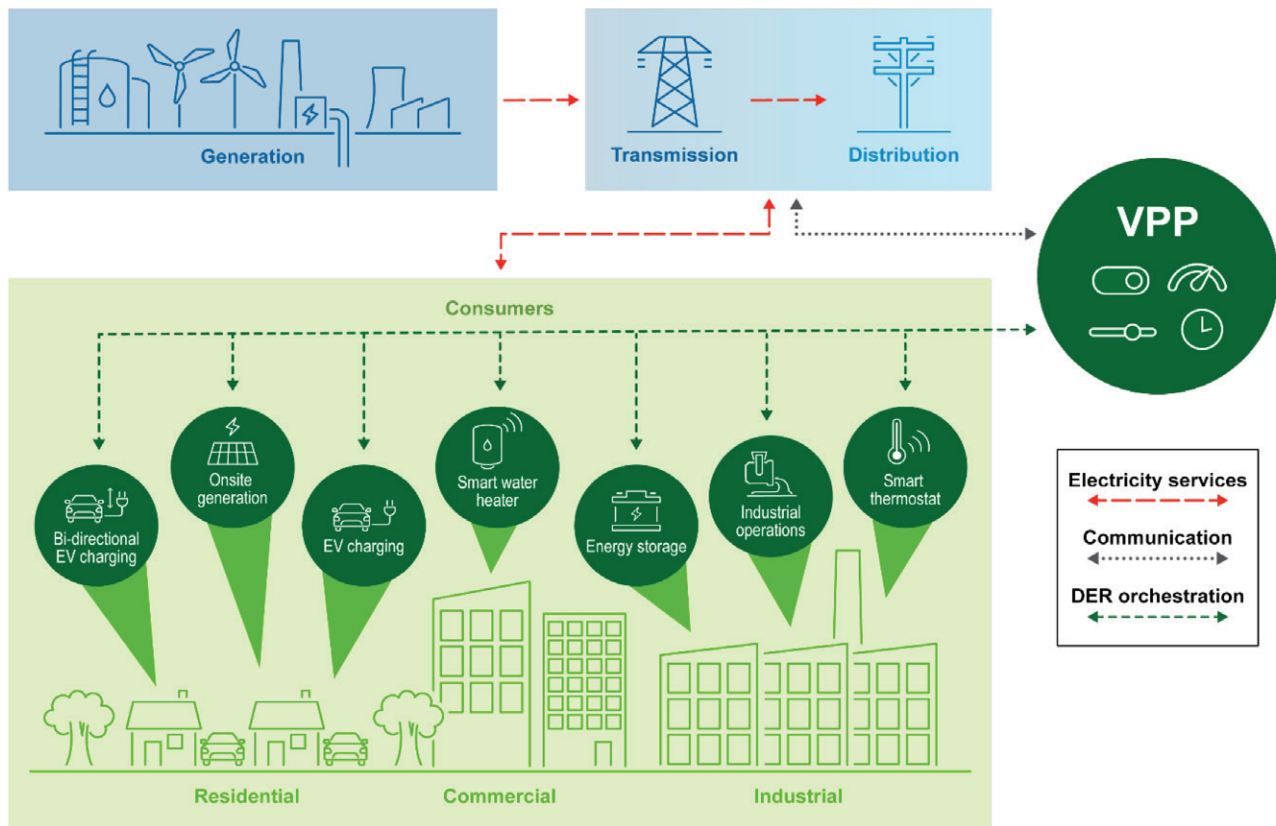 Generation
Transmission
Distribution
VPP
Consumers
Bi-directional
EV charging
Onsite
generation
EV charging
Smart water
heater
Energy storage
Industrial
operations
Smart
thermostat
Electricity services
Communication
DER orchestration
Residential
Commercial
Industrial